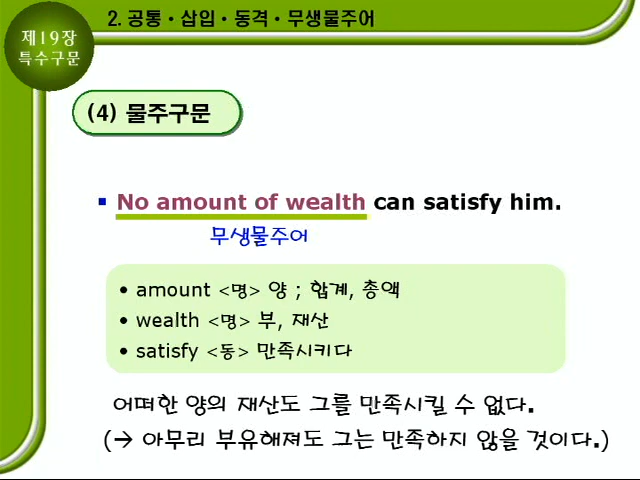 2. 공통·삽입·동격·무생물주어
제19장
특수구문
(4) 물주구문
▪ No amount of wealth can satisfy him.
무생물주어
• amount <명> 양 ; 합계, 총액
• wealth <명> 부, 재산
• satisfy <동> 만족시키다
어떠한 양의 재산도 그를 만족시킬 수 없다.
(→ 아무리 부유해져도 그는 만족하지 않을 것이다.)